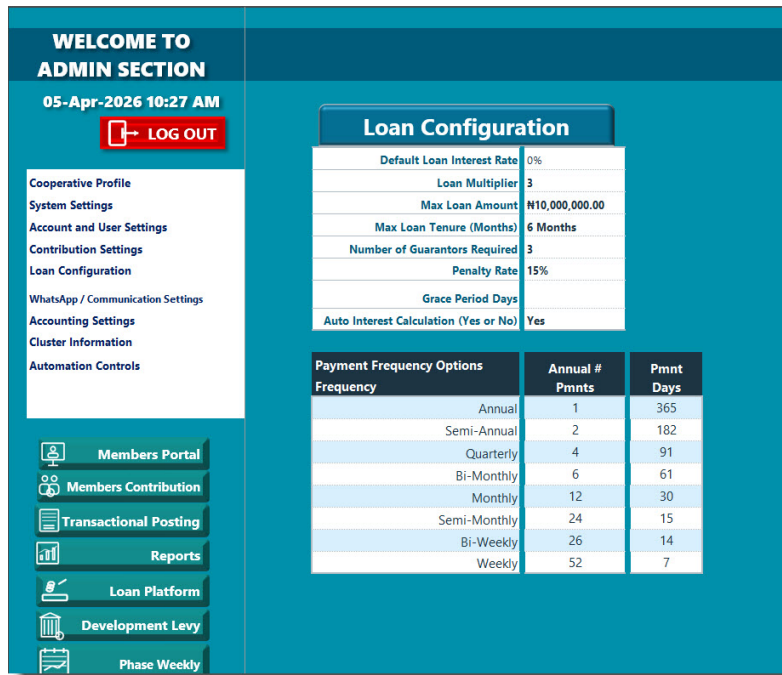 WELCOME TO
ADMIN SECTION
05-Apr-2026 10:27 AM
LOG OUT
Cooperative Profile
System Settings
Account and User Settings
Contribution Settings
Loan Configuration
WhatsApp / Communication Settings
Accounting Settings
Cluster Information
Automation Controls
Members Portal
Members Contribution
Transactional Posting
Reports
Loan Platform
Development Levy
Phase Weekly
Loan Configuration
Default Loan Interest Rate 0%
Loan Multiplier 3
Max Loan Amount ₦10,000,000.00
Max Loan Tenure (Months) 6 Months
Number of Guarantors Required 3
Penalty Rate 15%
Grace Period Days
Auto Interest Calculation (Yes or No) Yes
Payment Frequency Options Annual # Pmnt
Frequency Pmnts Days
Annual 1 365
Semi-Annual 2 182
Quarterly 4 91
Bi-Monthly 6 61
Monthly 12 30
Semi-Monthly 24 15
Bi-Weekly 26 14
Weekly 52 7